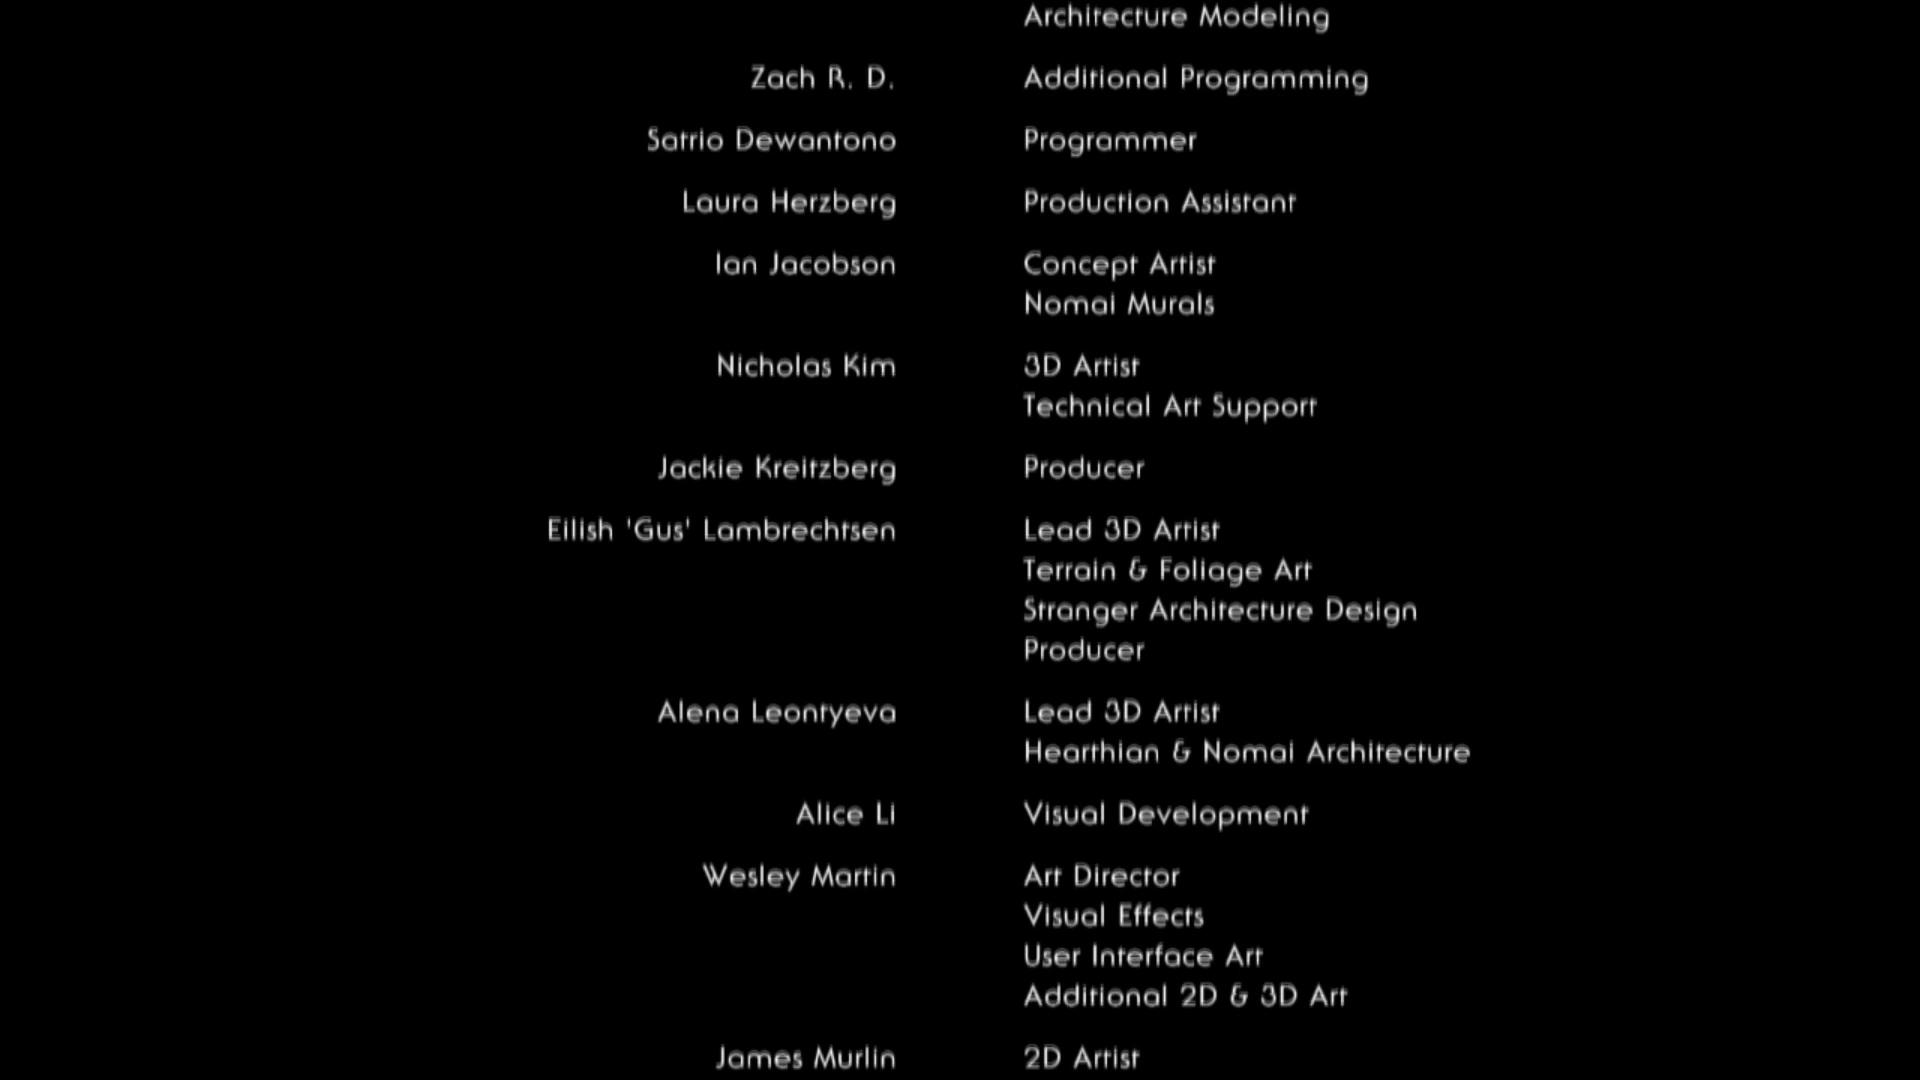 Architecture Modeling
Zach R. D. Additional Programming
Satrio Dewantono Programmer
Laura Herzberg Production Assistant
Ian Jacobson Concept Artist
Nomai Murals
Nicholas Kim 3D Artist
Technical Art Support
Jackie Kreitzberg Producer
Eilish 'Gus' Lambrechtsen Lead 3D Artist
Terrain & Foliage Art
Stranger Architecture Design
Producer
Alena Leontyeva Lead 3D Artist
Hearthian & Nomai Architecture
Alice Li Visual Development
Wesley Martin Art Director
Visual Effects
User Interface Art
Additional 2D & 3D Art
James Murlin 2D Artist